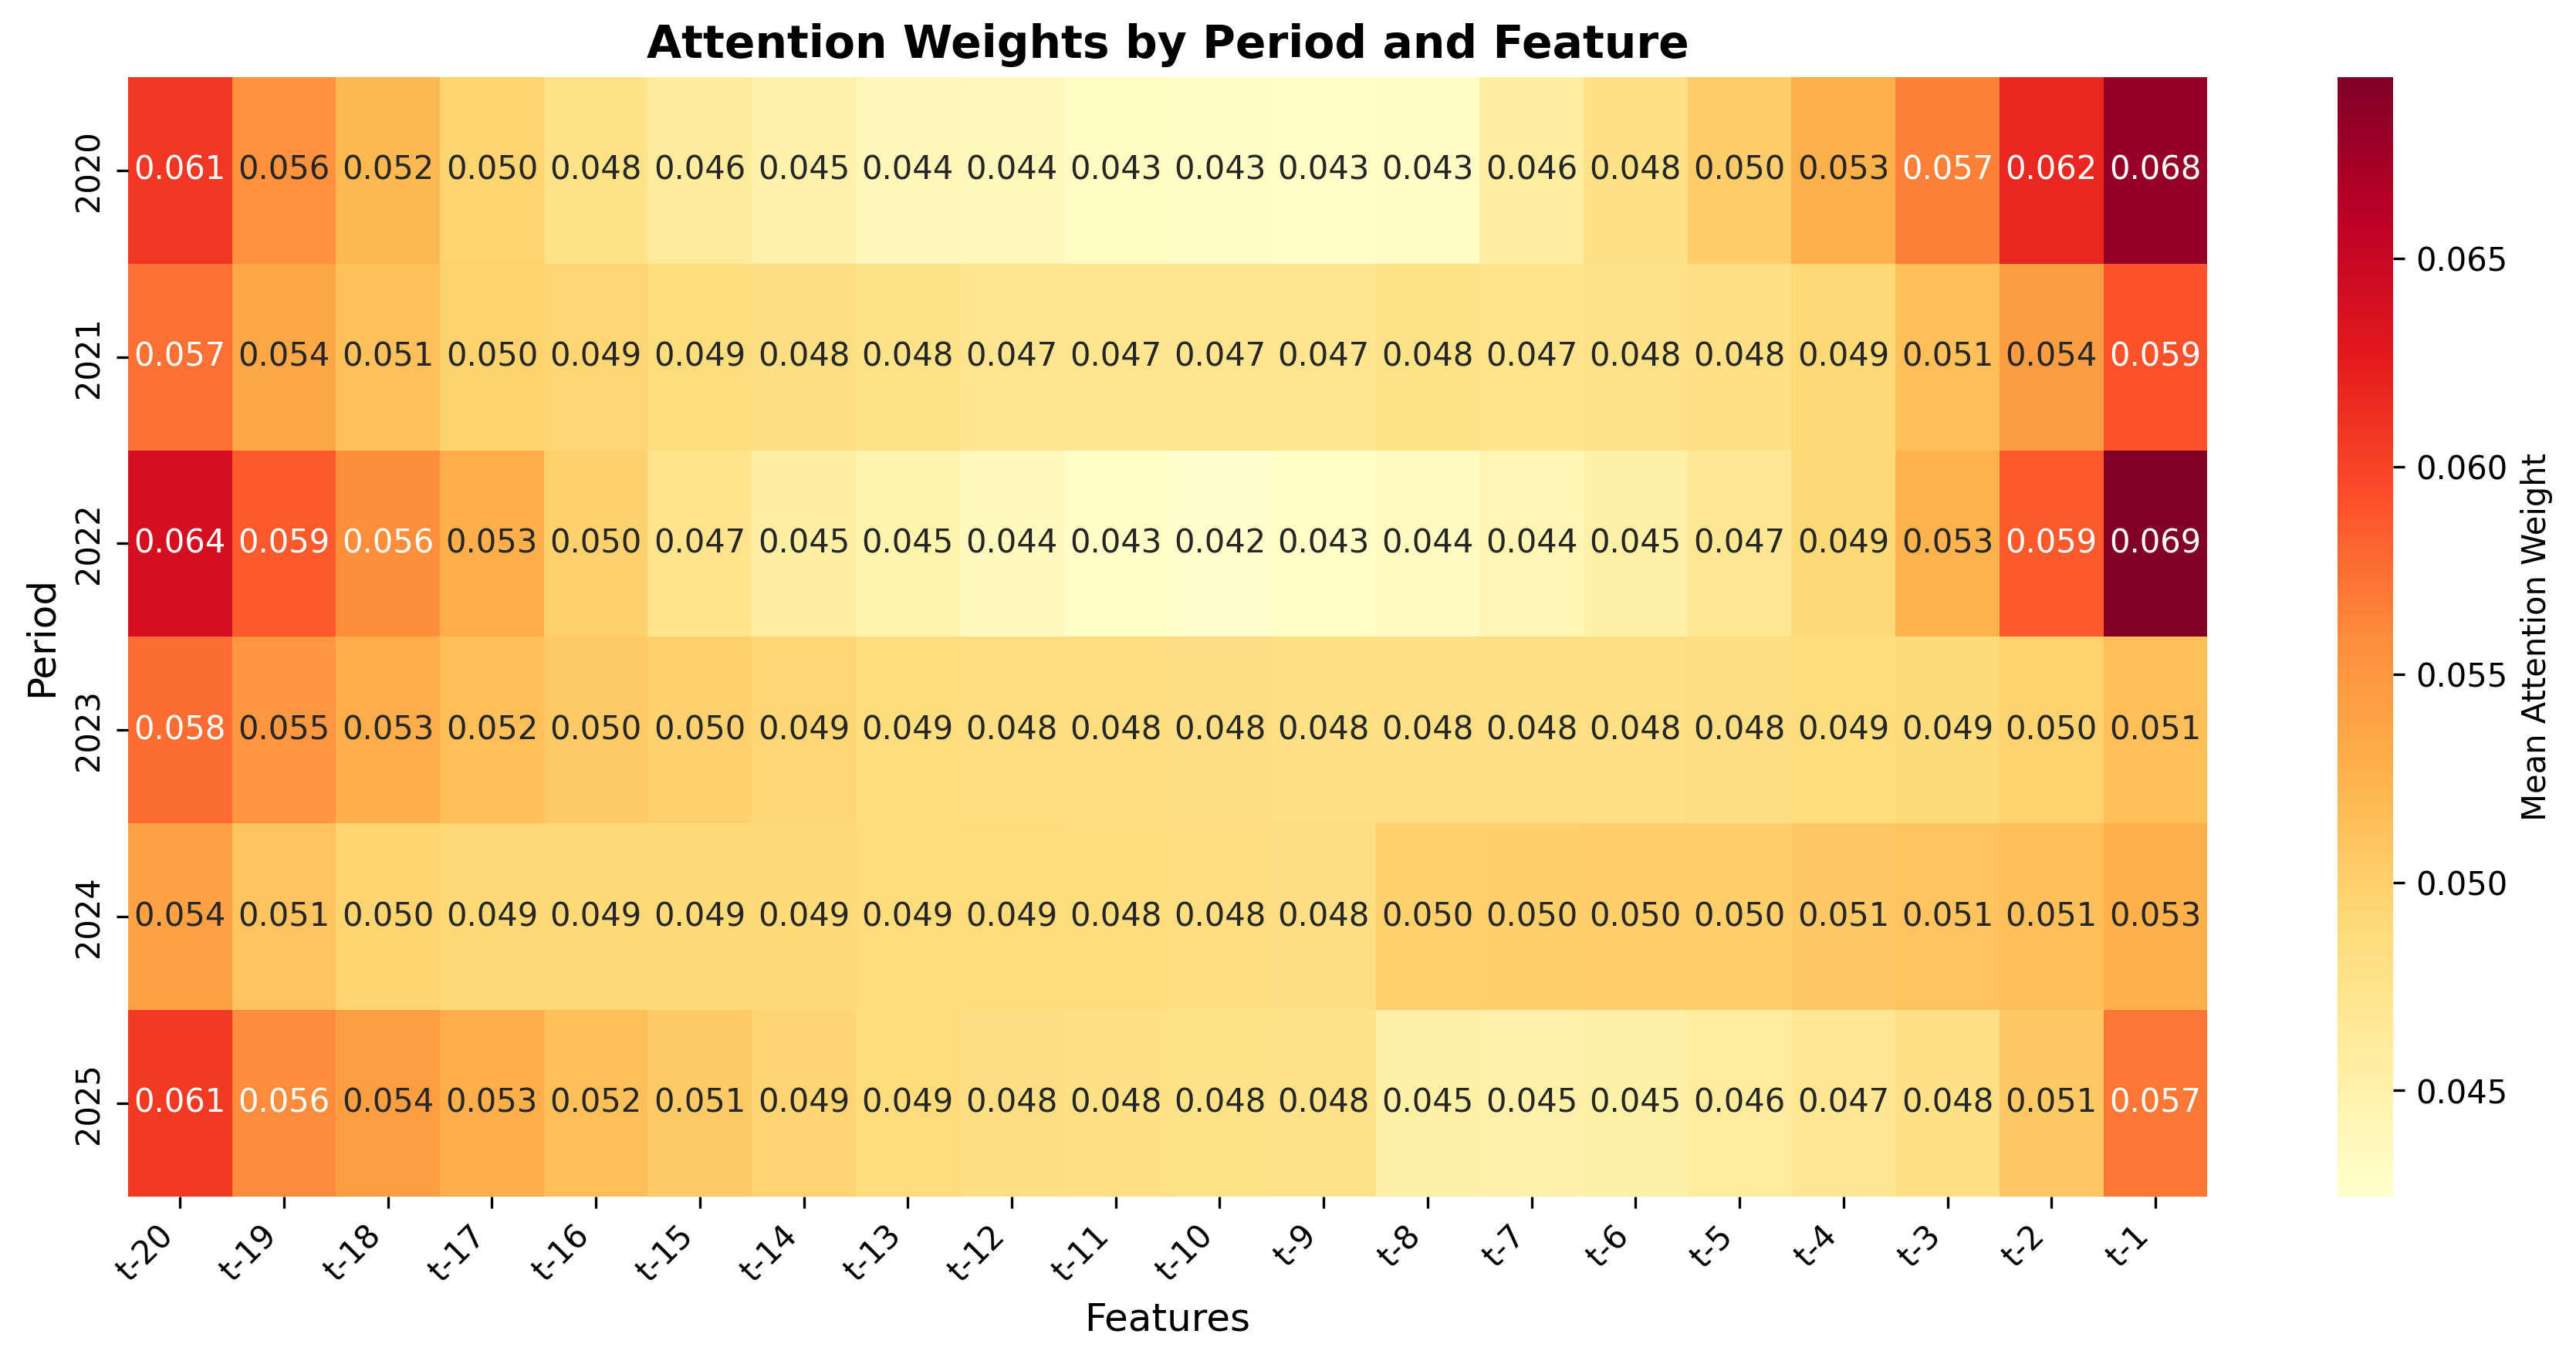 Attention Weights by Period and Feature
2020 0.061 0.056 0.052 0.050 0.048 0.046 0.045 0.044 0.044 0.043 0.043 0.043 0.043 0.046 0.048 0.050 0.053 0.057 0.062 0.068
2021 0.057 0.054 0.051 0.050 0.049 0.049 0.048 0.048 0.047 0.047 0.047 0.047 0.048 0.047 0.048 0.048 0.049 0.051 0.054 0.059
2022 0.064 0.059 0.056 0.053 0.050 0.047 0.045 0.045 0.044 0.043 0.042 0.043 0.044 0.044 0.045 0.047 0.049 0.053 0.059 0.069
2023 0.058 0.055 0.053 0.052 0.050 0.050 0.049 0.049 0.048 0.048 0.048 0.048 0.048 0.048 0.048 0.048 0.049 0.049 0.050 0.051
2024 0.054 0.051 0.050 0.049 0.049 0.049 0.049 0.049 0.049 0.048 0.048 0.048 0.050 0.050 0.050 0.050 0.051 0.051 0.051 0.053
2025 0.061 0.056 0.054 0.053 0.052 0.051 0.049 0.049 0.048 0.048 0.048 0.048 0.045 0.045 0.045 0.046 0.047 0.048 0.051 0.057
t-20 t-19 t-18 t-17 t-16 t-15 t-14 t-13 t-12 t-11 t-10 t-9 t-8 t-7 t-6 t-5 t-4 t-3 t-2 t-1
Features
Period
0.065
0.060
0.055
0.050
0.045
Mean Attention Weight